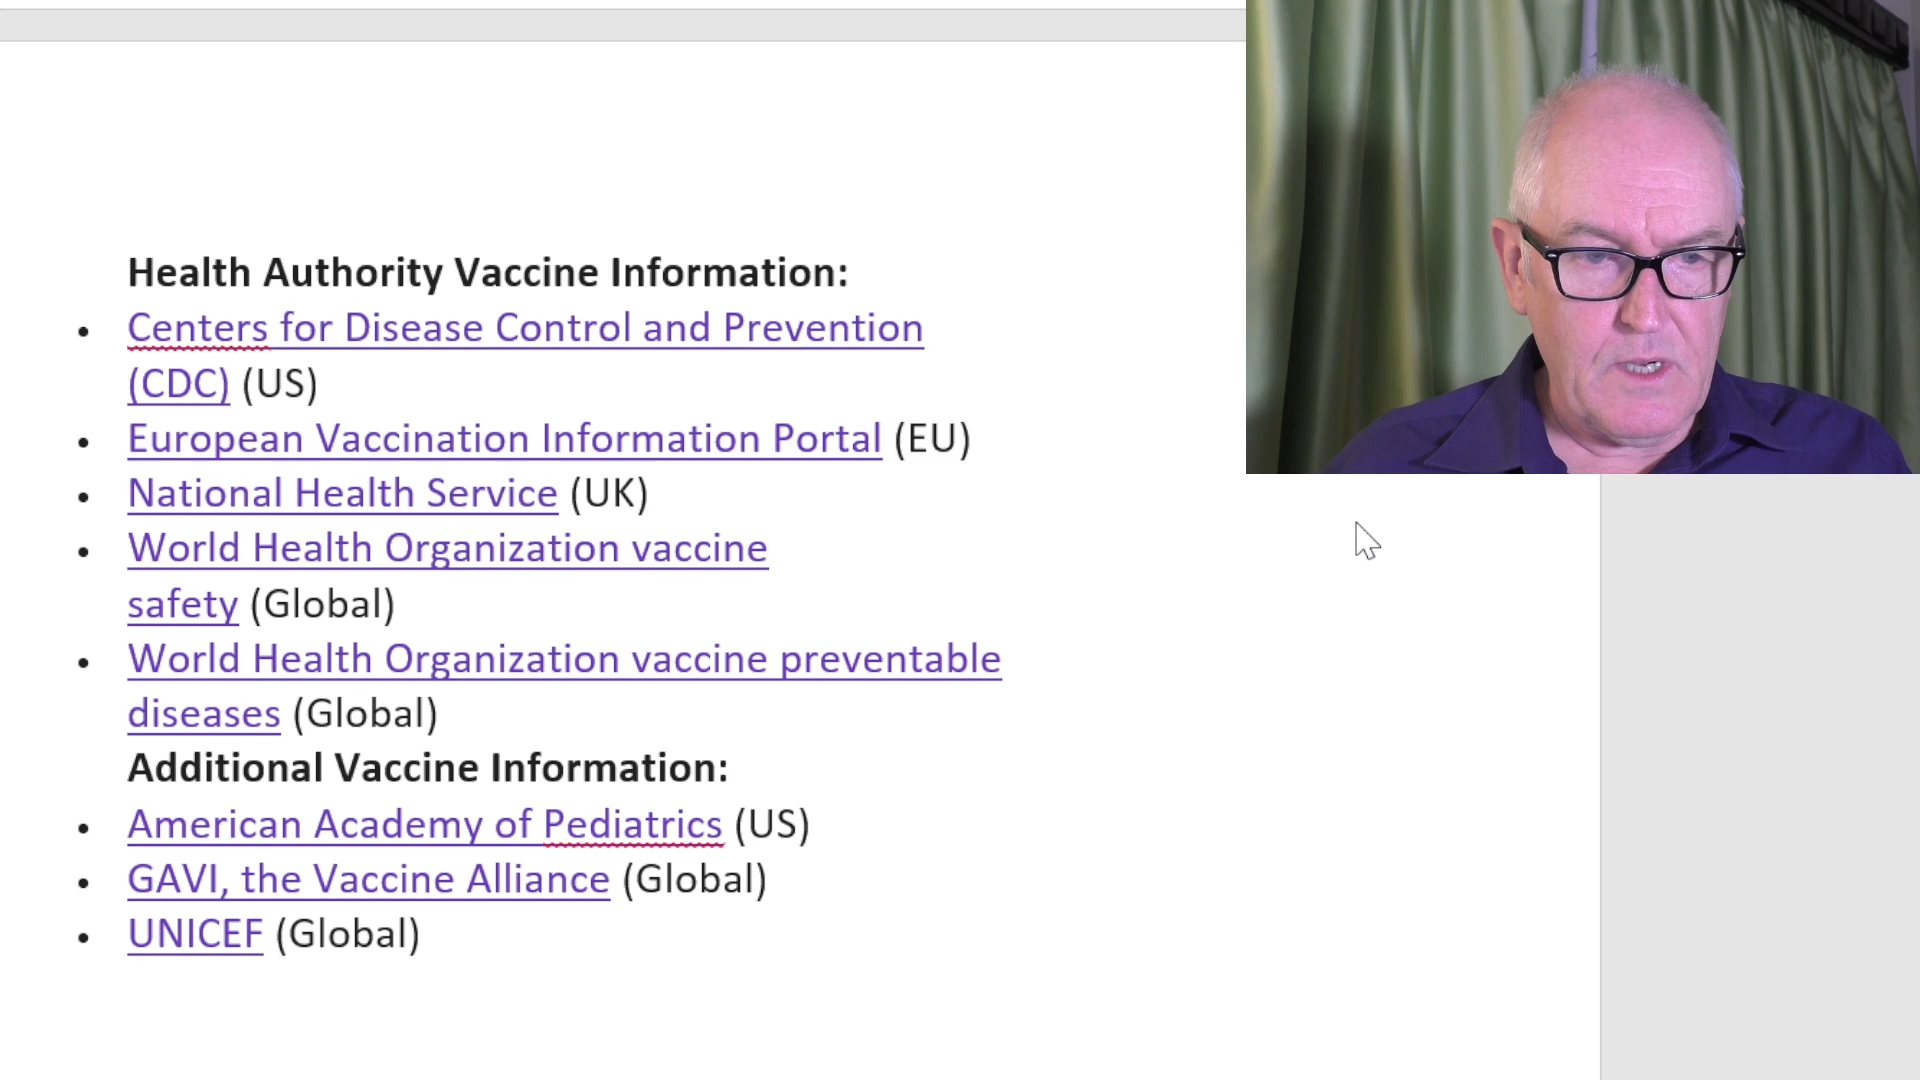 Health Authority Vaccine Information:
• Centers for Disease Control and Prevention
(CDC) (US)
• European Vaccination Information Portal (EU)
• National Health Service (UK)
• World Health Organization vaccine
safety (Global)
• World Health Organization vaccine preventable
diseases (Global)
Additional Vaccine Information:
• American Academy of Pediatrics (US)
• GAVI, the Vaccine Alliance (Global)
• UNICEF (Global)